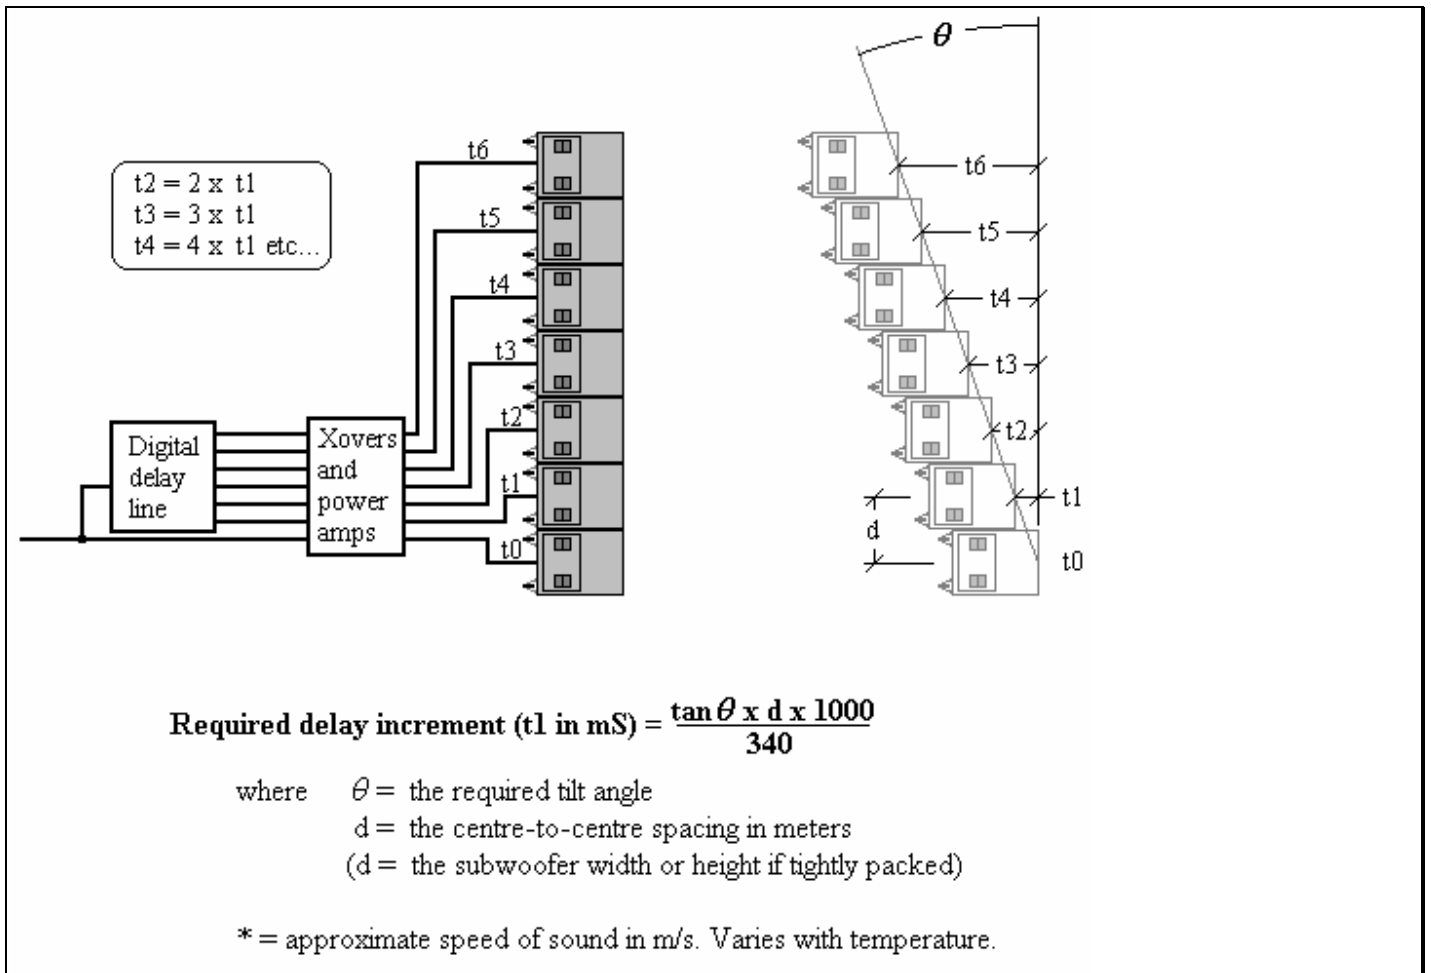 θ
t2 = 2 x t1
t3 = 3 x t1
t4 = 4 x t1 etc...
t6
t5
t4
t3
t2
t1
t0
Digital
delay
line
Xovers
and
power
amps
t6
t5
t4
t3
t2
t1
t0
d
Required delay increment (t1 in mS) = tan θ x d x 1000
340
where θ = the required tilt angle
d = the centre-to-centre spacing in meters
(d = the subwoofer width or height if tightly packed)
* = approximate speed of sound in m/s. Varies with temperature.